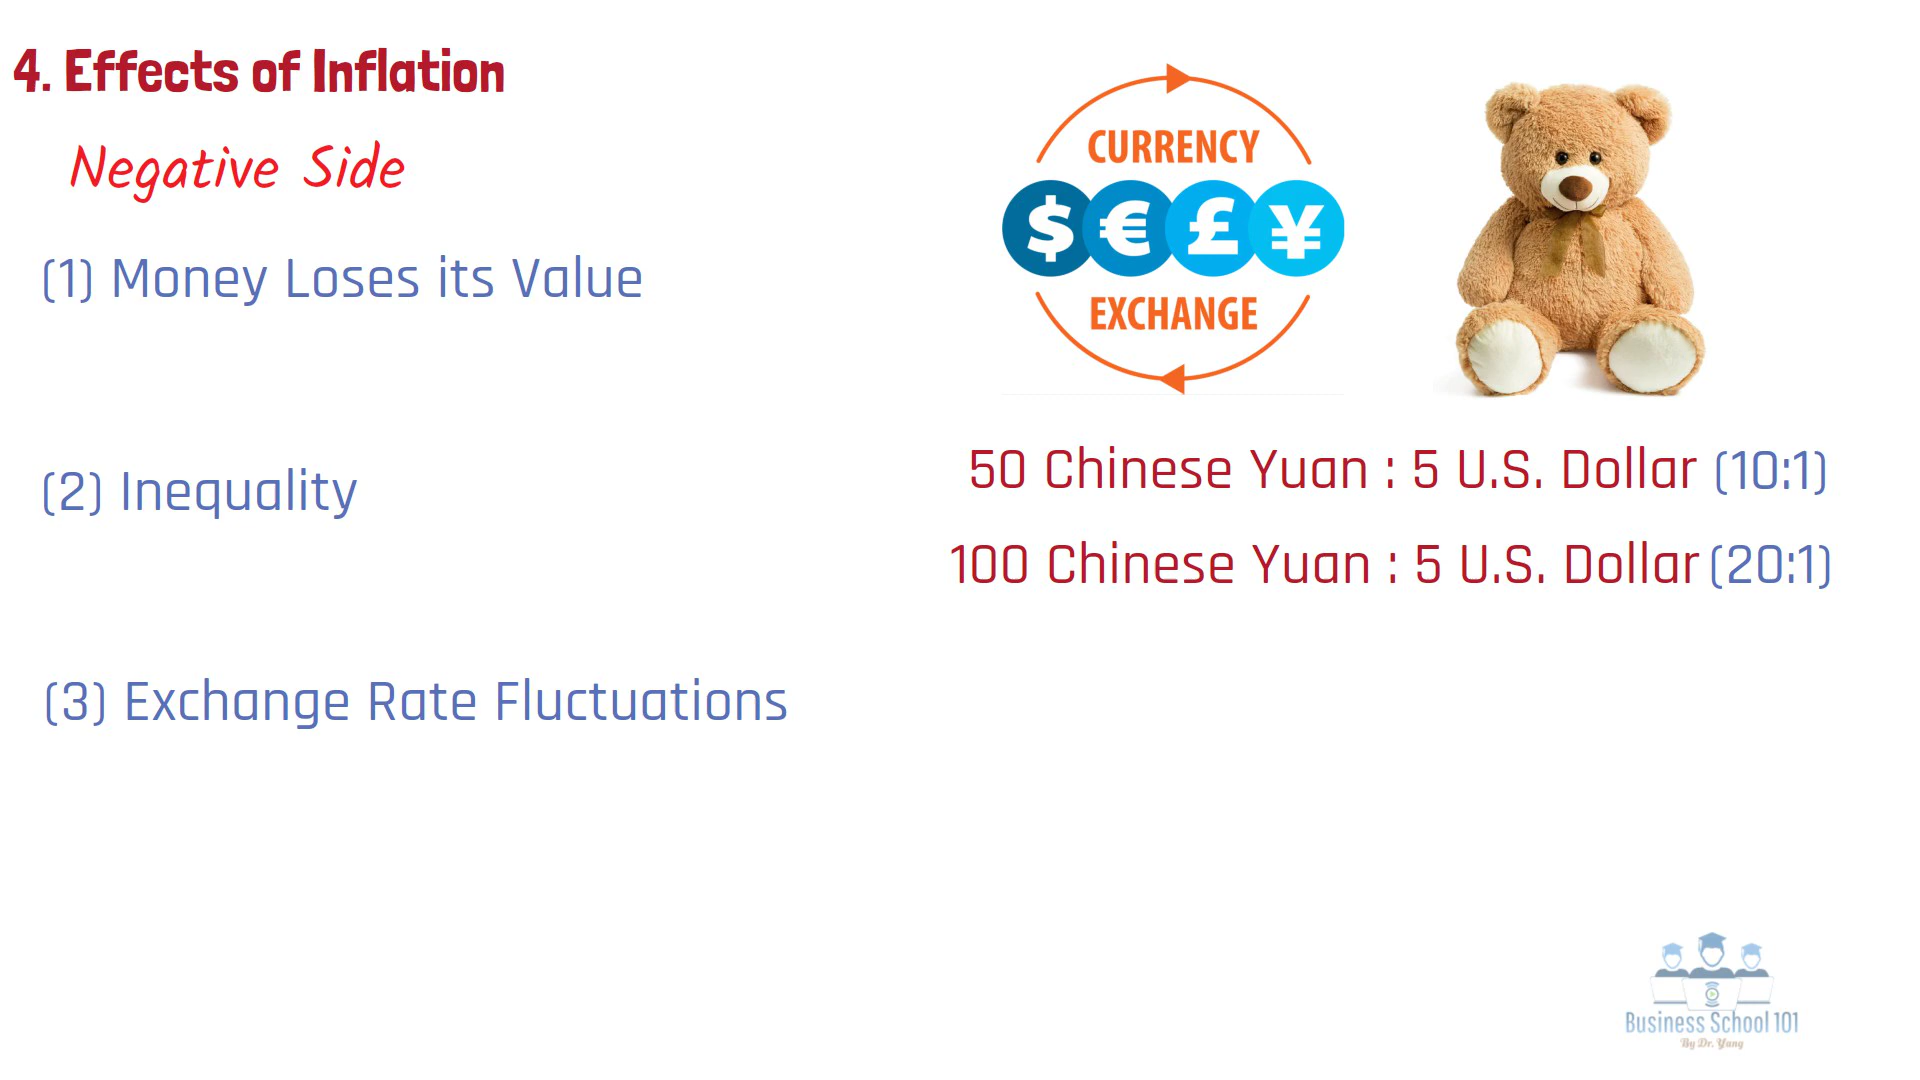 4. Effects of Inflation
Negative Side
(1) Money Loses its Value
(2) Inequality
(3) Exchange Rate Fluctuations
CURRENCY
$ € £ ¥
EXCHANGE
50 Chinese Yuan : 5 U.S. Dollar (10:1)
100 Chinese Yuan : 5 U.S. Dollar (20:1)
Business School 101
By Dr. Yang